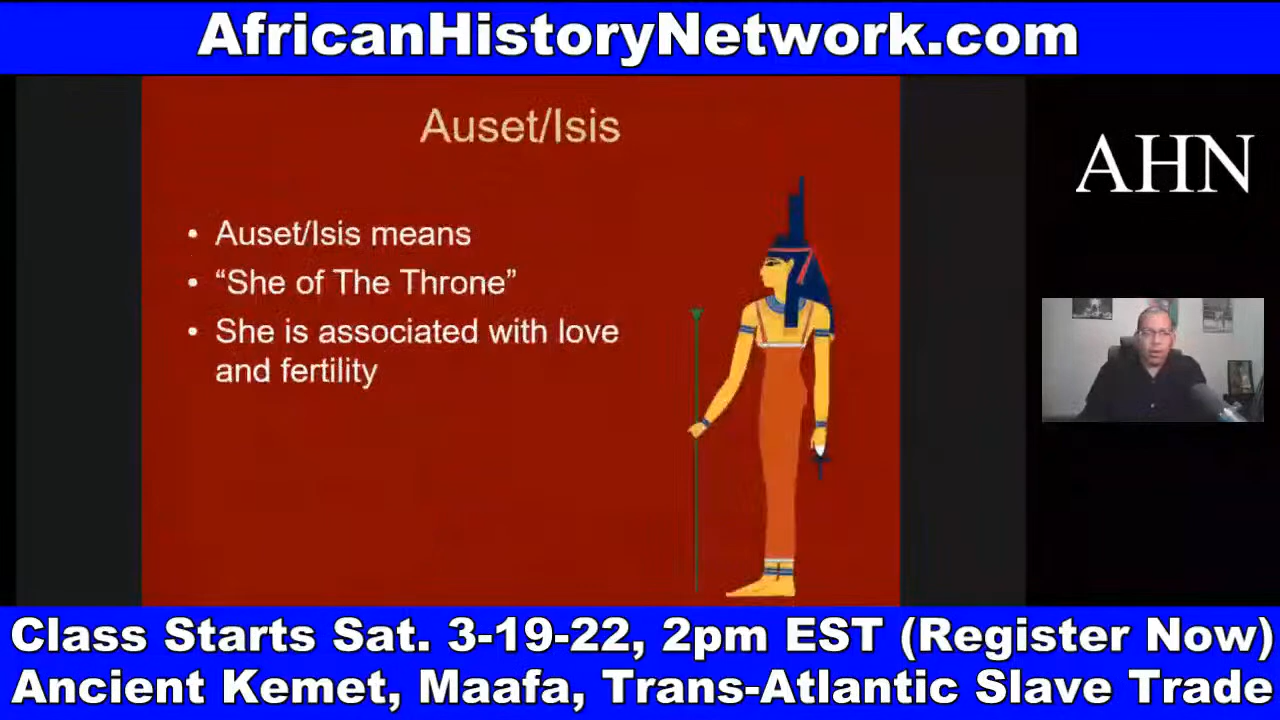 AfricanHistoryNetwork.com
Auset/Isis
AHN
• Auset/Isis means
• “She of The Throne”
• She is associated with love
and fertility
Class Starts Sat. 3-19-22, 2pm EST (Register Now)
Ancient Kemet, Maafa, Trans-Atlantic Slave Trade